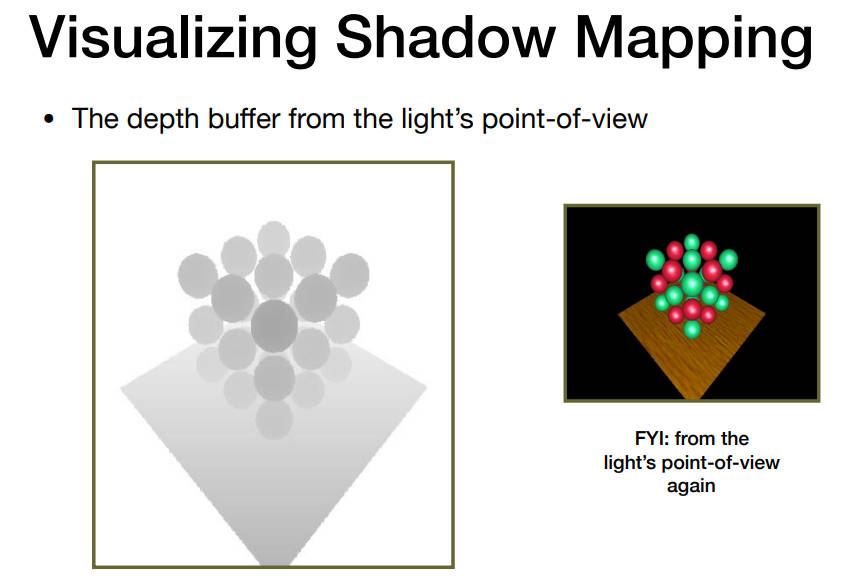 Visualizing Shadow Mapping
• The depth buffer from the light’s point-of-view
FYI: from the
light’s point-of-view
again